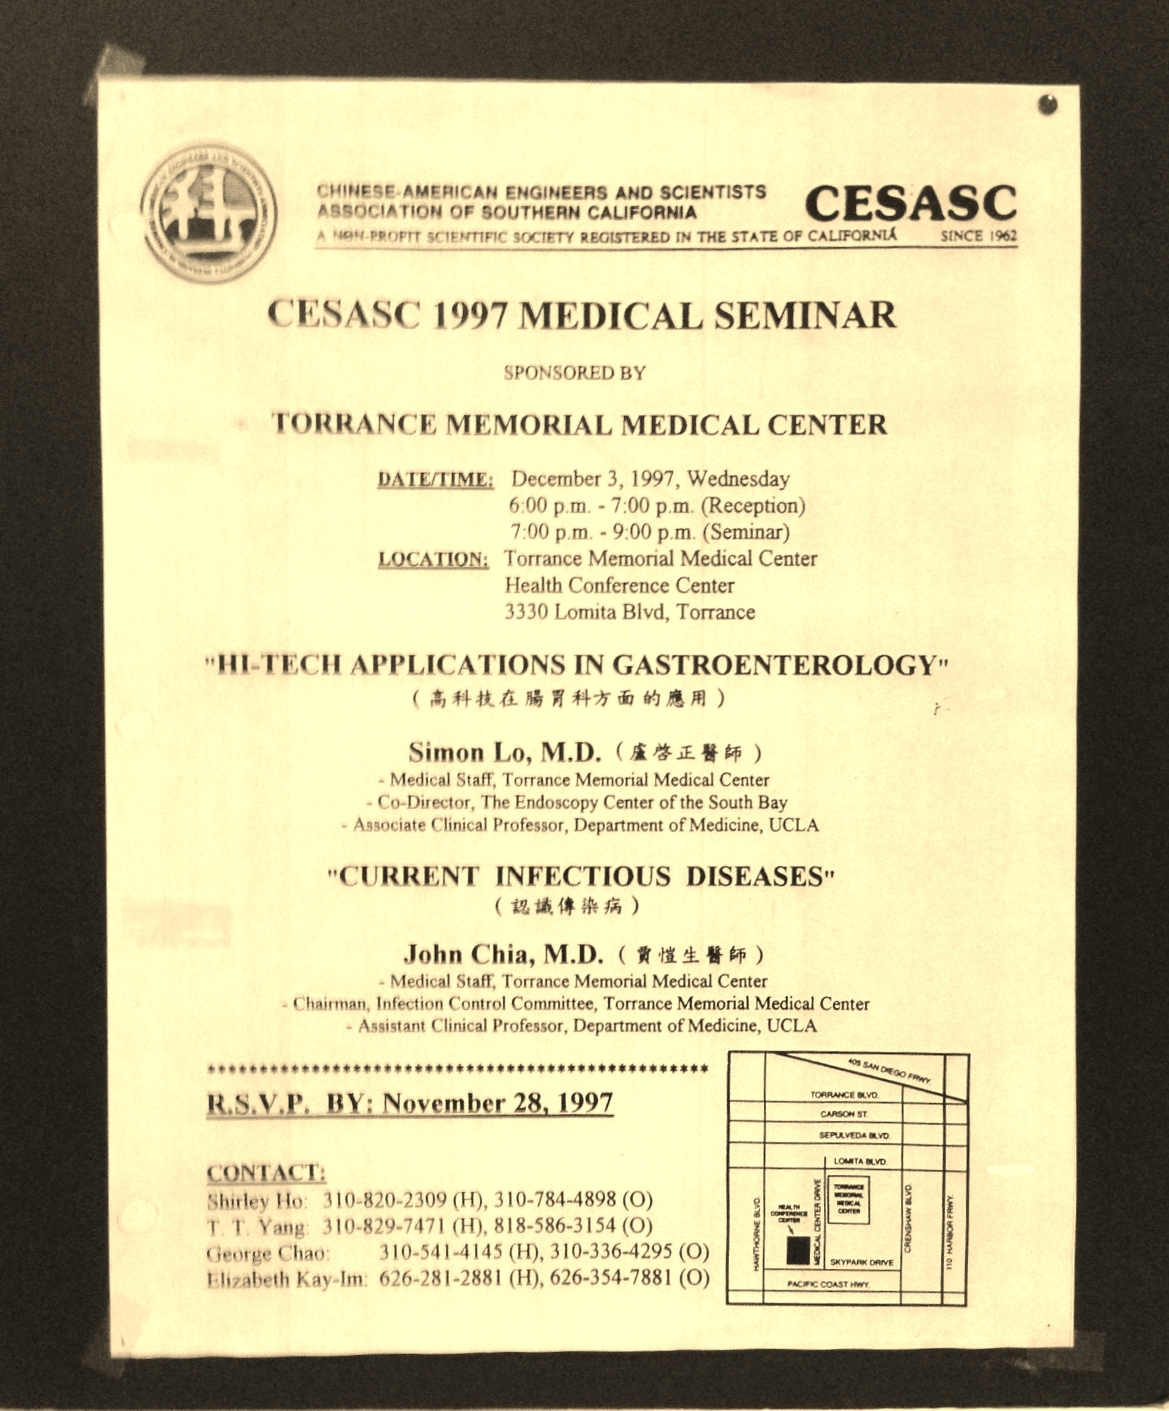 CHINESE-AMERICAN ENGINEERS AND SCIENTISTS
ASSOCIATION OF SOUTHERN CALIFORNIA
CESASC
A NON-PROFIT SCIENTIFIC SOCIETY REGISTERED IN THE STATE OF CALIFORNIA SINCE 1962
CESASC 1997 MEDICAL SEMINAR
SPONSORED BY
TORRANCE MEMORIAL MEDICAL CENTER
DATE/TIME: December 3, 1997, Wednesday
6:00 p.m. - 7:00 p.m. (Reception)
7:00 p.m. - 9:00 p.m. (Seminar)
LOCATION: Torrance Memorial Medical Center
Health Conference Center
3330 Lomita Blvd, Torrance
"HI-TECH APPLICATIONS IN GASTROENTEROLOGY"
(高科技在腸胃科方面的應用)
Simon Lo, M.D. (盧啓正醫師)
- Medical Staff, Torrance Memorial Medical Center
- Co-Director, The Endoscopy Center of the South Bay
- Associate Clinical Professor, Department of Medicine, UCLA
"CURRENT INFECTIOUS DISEASES"
(認識傳染病)
John Chia, M.D. (賈愷生醫師)
- Medical Staff, Torrance Memorial Medical Center
- Chairman, Infection Control Committee, Torrance Memorial Medical Center
- Assistant Clinical Professor, Department of Medicine, UCLA
**************************************************
R.S.V.P. BY: November 28, 1997
CONTACT:
Shirley Ho: 310-820-2309 (H), 310-784-4898 (O)
T. T. Yang: 310-829-7471 (H), 818-586-3154 (O)
George Chao: 310-541-4145 (H), 310-336-4295 (O)
Elizabeth Kay-Im: 626-281-2881 (H), 626-354-7881 (O)
405 SAN DIEGO FRWY.
TORRANCE BLVD.
CARSON ST.
SEPULVEDA BLVD.
LOMITA BLVD.
HAWTHORNE BLVD.
HEALTH
CONFERENCE
CENTER
MEDICAL CENTER DRIVE
TORRANCE
MEMORIAL
MEDICAL
CENTER
CRENSHAW BLVD.
110 HARBOR FRWY.
SKYPARK DRIVE
PACIFIC COAST HWY.